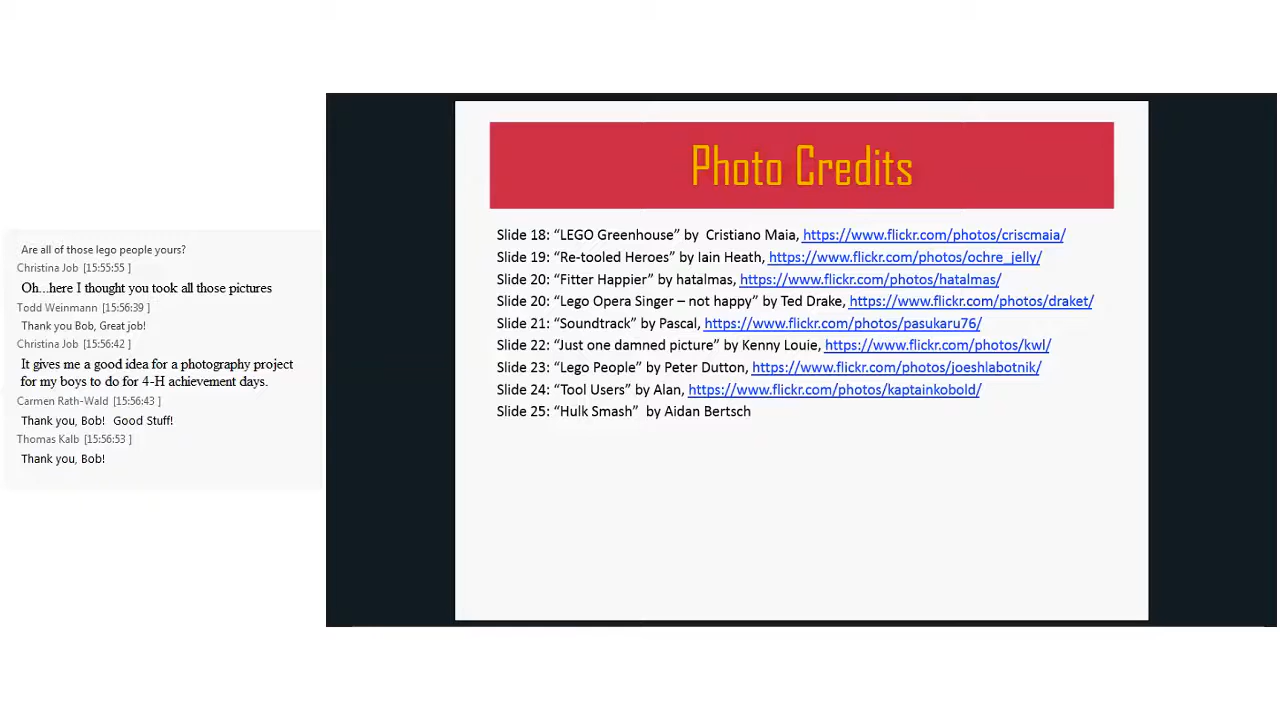 Are all of those lego people yours?
Christina Job [15:55:55 ]
Oh...here I thought you took all those pictures
Todd Weinmann [15:56:39 ]
Thank you Bob, Great job!
Christina Job [15:56:42 ]
It gives me a good idea for a photography project
for my boys to do for 4-H achievement days.
Carmen Rath-Wald [15:56:43 ]
Thank you, Bob!  Good Stuff!
Thomas Kalb [15:56:53 ]
Thank you, Bob!
Photo Credits
Slide 18: “LEGO Greenhouse” by  Cristiano Maia, https://www.flickr.com/photos/criscmaia/
Slide 19: “Re-tooled Heroes” by Iain Heath, https://www.flickr.com/photos/ochre_jelly/
Slide 20: “Fitter Happier” by hatalmas, https://www.flickr.com/photos/hatalmas/
Slide 20: “Lego Opera Singer – not happy” by Ted Drake, https://www.flickr.com/photos/draket/
Slide 21: “Soundtrack” by Pascal, https://www.flickr.com/photos/pasukaru76/
Slide 22: “Just one damned picture” by Kenny Louie, https://www.flickr.com/photos/kwl/
Slide 23: “Lego People” by Peter Dutton, https://www.flickr.com/photos/joeshlabotnik/
Slide 24: “Tool Users” by Alan, https://www.flickr.com/photos/kaptainkobold/
Slide 25: “Hulk Smash”  by Aidan Bertsch